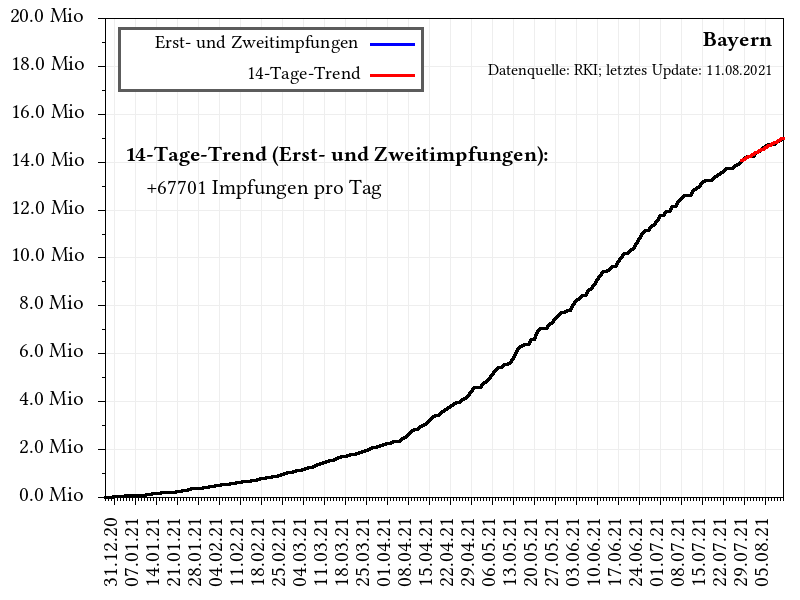 20.0 Mio
18.0 Mio
16.0 Mio
14.0 Mio
12.0 Mio
10.0 Mio
8.0 Mio
6.0 Mio
4.0 Mio
2.0 Mio
0.0 Mio
Erst- und Zweitimpfungen
14-Tage-Trend
Bayern
Datenquelle: RKI; letztes Update: 11.08.2021
14-Tage-Trend (Erst- und Zweitimpfungen):
+67701 Impfungen pro Tag
31.12.20
07.01.21
14.01.21
21.01.21
28.01.21
04.02.21
11.02.21
18.02.21
25.02.21
04.03.21
11.03.21
18.03.21
25.03.21
01.04.21
08.04.21
15.04.21
22.04.21
29.04.21
06.05.21
13.05.21
20.05.21
27.05.21
03.06.21
10.06.21
17.06.21
24.06.21
01.07.21
08.07.21
15.07.21
22.07.21
29.07.21
05.08.21